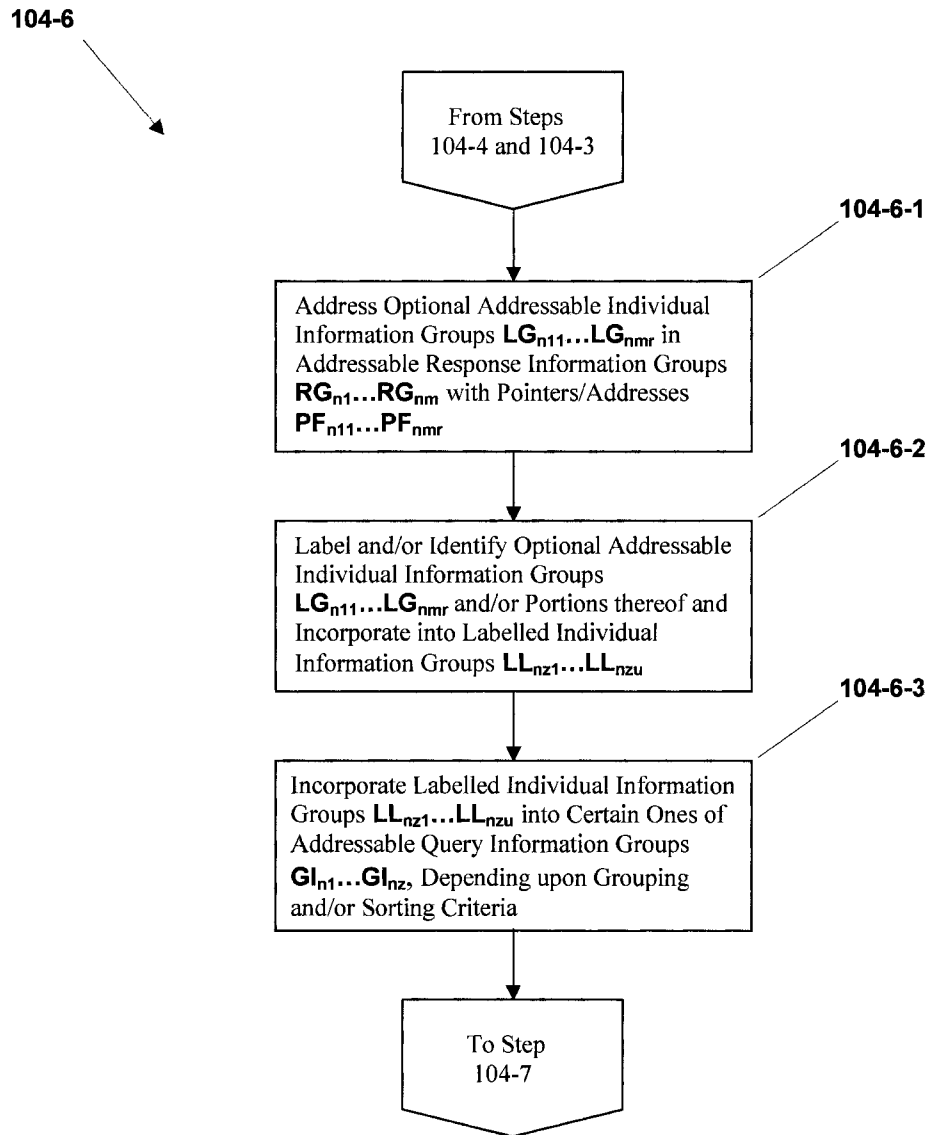 104-6
From Steps
104-4 and 104-3
104-6-1
Address Optional Addressable Individual
Information Groups LGn11...LGnmr in
Addressable Response Information Groups
RGn1...RGnm with Pointers/Addresses
PFn11...PFnmr
104-6-2
Label and/or Identify Optional Addressable
Individual Information Groups
LGn11...LGnmr and/or Portions thereof and
Incorporate into Labelled Individual
Information Groups LLnz1...LLnzu
104-6-3
Incorporate Labelled Individual Information
Groups LLnz1...LLnzu into Certain Ones of
Addressable Query Information Groups
GIn1...GInz, Depending upon Grouping
and/or Sorting Criteria
To Step
104-7